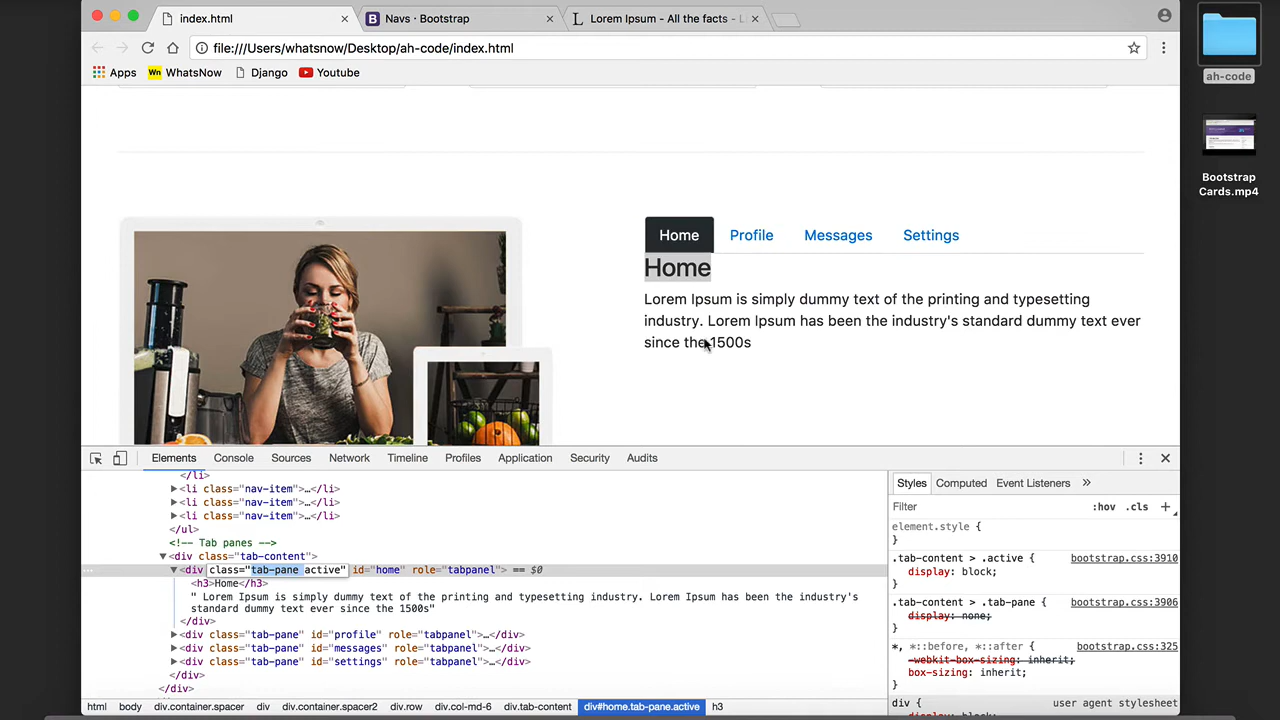 index.html
Navs · Bootstrap
Lorem Ipsum - All the facts - L
file:///Users/whatsnow/Desktop/ah-code/index.html
Apps
Wn WhatsNow
Django
Youtube
ah-code
Bootstrap
Cards.mp4
Home
Profile
Messages
Settings
Home
Lorem Ipsum is simply dummy text of the printing and typesetting
industry. Lorem Ipsum has been the industry's standard dummy text ever
since the 1500s
Elements
Console
Sources
Network
Timeline
Profiles
Application
Security
Audits
</li>
<li class="nav-item">…</li>
<li class="nav-item">…</li>
<li class="nav-item">…</li>
</ul>
<!-- Tab panes -->
<div class="tab-content">
<div class="tab-pane active" id="home" role="tabpanel"> == $0
<h3>Home</h3>
" Lorem Ipsum is simply dummy text of the printing and typesetting industry. Lorem Ipsum has been the industry's
standard dummy text ever since the 1500s"
</div>
<div class="tab-pane" id="profile" role="tabpanel">…</div>
<div class="tab-pane" id="messages" role="tabpanel">…</div>
<div class="tab-pane" id="settings" role="tabpanel">…</div>
</div>
</div>
html body div.container.spacer div div.container.spacer2 div.row div.col-md-6 div.tab-content div#home.tab-pane.active h3
Styles
Computed
Event Listeners
»
Filter
:hov .cls +
element.style {
}
.tab-content > .active { bootstrap.css:3910
display: block;
}
.tab-content > .tab-pane { bootstrap.css:3906
display: none;
}
*, *::before, *::after { bootstrap.css:325
-webkit-box-sizing: inherit;
box-sizing: inherit;
}
div { user agent stylesheet
display: block;